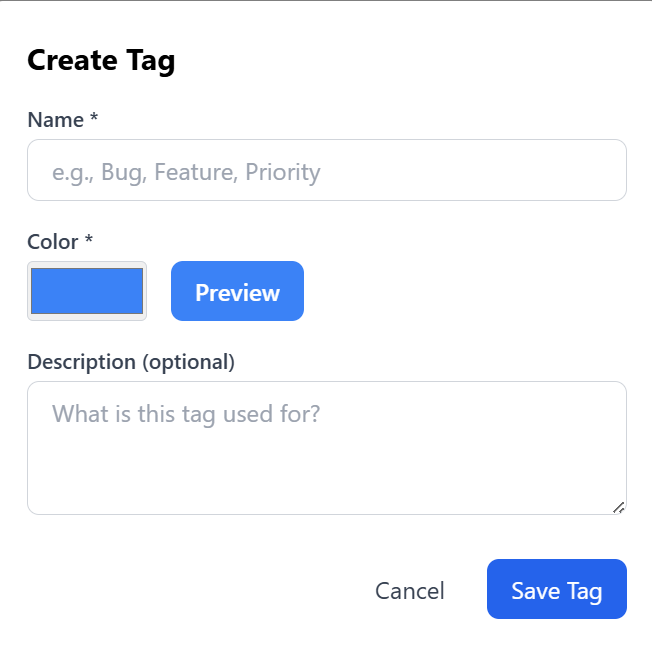 Create Tag
Name *
e.g., Bug, Feature, Priority
Color *
Preview
Description (optional)
What is this tag used for?
Cancel Save Tag